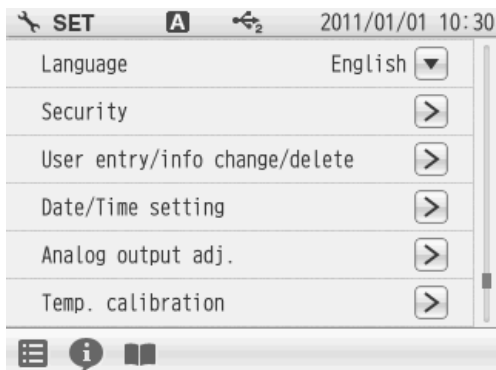 SET A 2 2011/01/01 10:30
Language English
Security
User entry/info change/delete
Date/Time setting
Analog output adj.
Temp. calibration